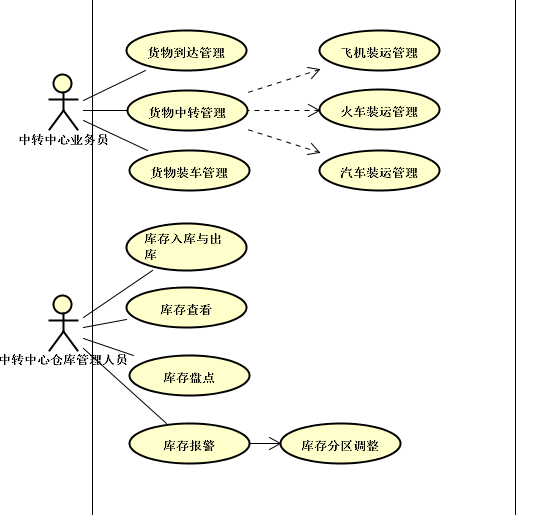 货物到达管理
飞机装运管理
货物中转管理
火车装运管理
中转中心业务员
货物装车管理
汽车装运管理
库存入库与出
库
库存查看
中转中心仓库管理人员
库存盘点
库存报警
库存分区调整